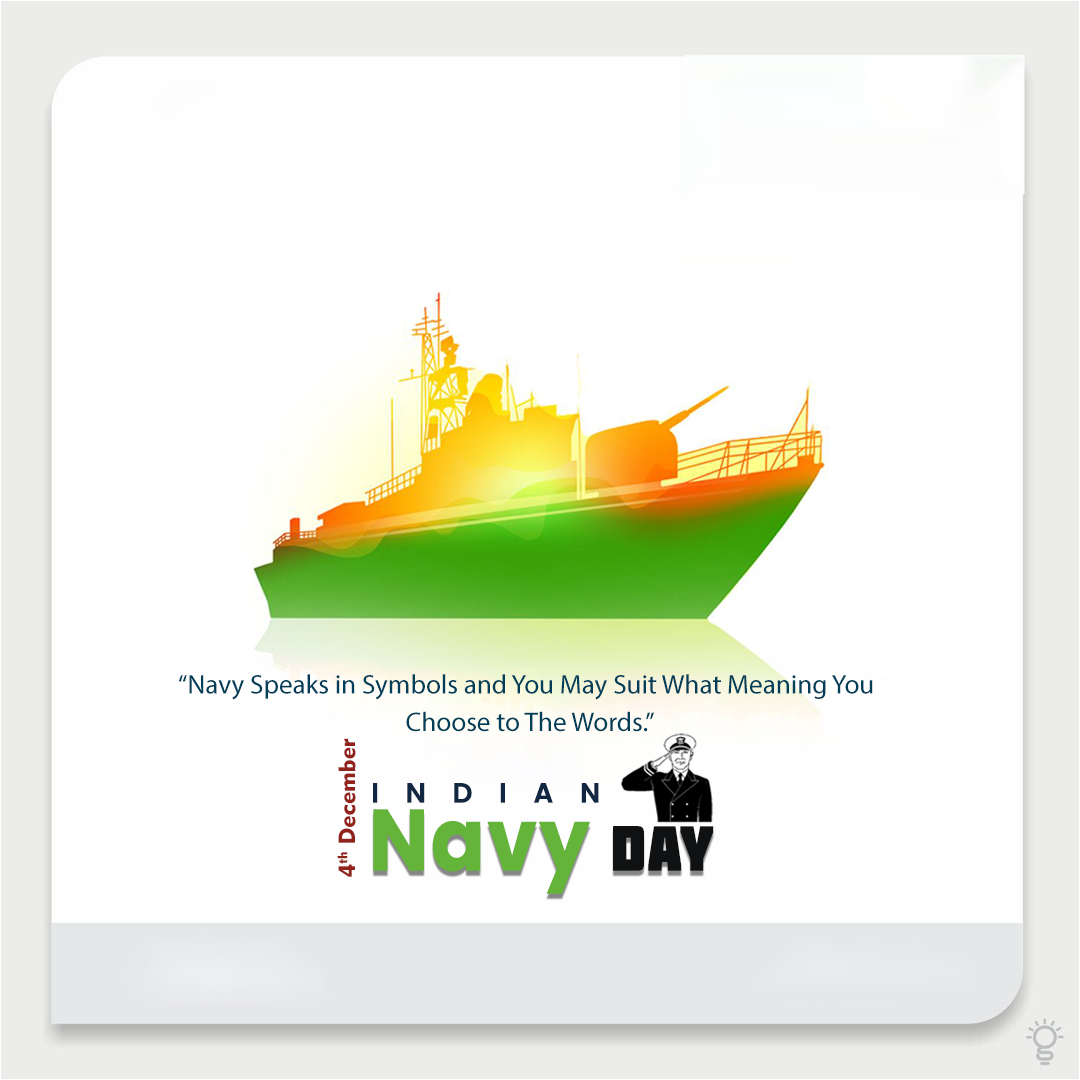 “Navy Speaks in Symbols and You May Suit What Meaning You
Choose to The Words.”
4th December
INDIAN
Navy DAY